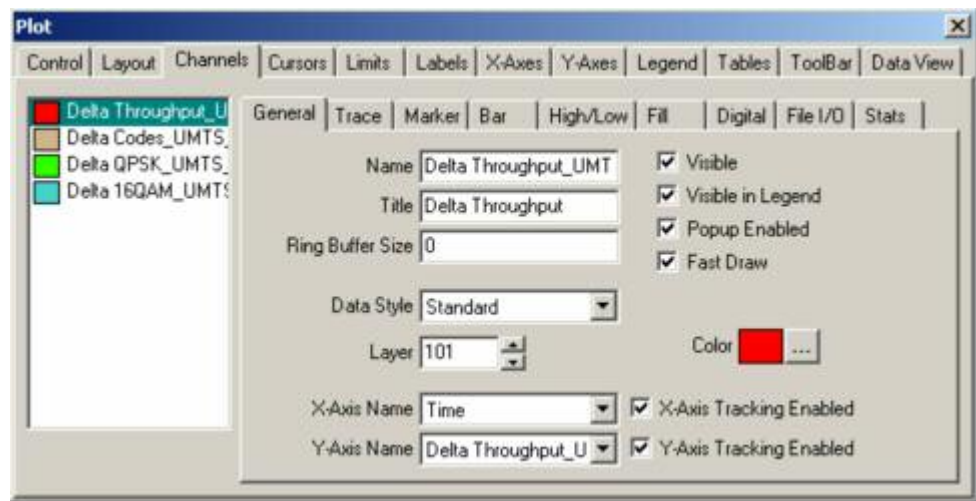 Plot
Control Layout Channels Cursors Limits Labels X-Axes Y-Axes Legend Tables ToolBar Data View
Delta Throughput_U
Delta Codes_UMTS_
Delta QPSK_UMTS_
Delta 16QAM_UMTS
General Trace Marker Bar High/Low Fill Digital File I/O Stats
Name Delta Throughput_UMT
Visible
Title Delta Throughput
Visible in Legend
Ring Buffer Size 0
Popup Enabled
Fast Draw
Data Style Standard
Layer 101
Color ...
X-Axis Name Time
X-Axis Tracking Enabled
Y-Axis Name Delta Throughput_U
Y-Axis Tracking Enabled